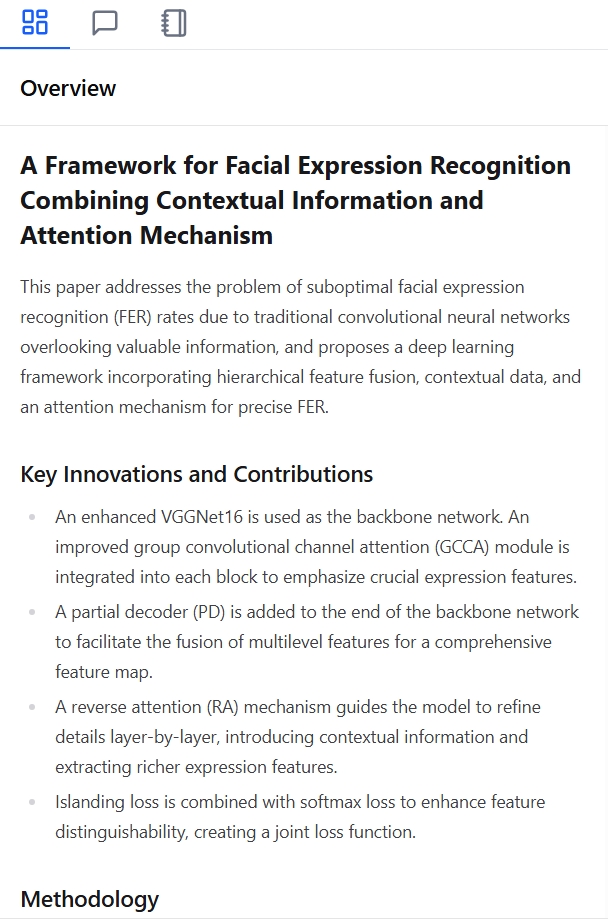 Overview
A Framework for Facial Expression Recognition
Combining Contextual Information and
Attention Mechanism
This paper addresses the problem of suboptimal facial expression
recognition (FER) rates due to traditional convolutional neural networks
overlooking valuable information, and proposes a deep learning
framework incorporating hierarchical feature fusion, contextual data, and
an attention mechanism for precise FER.
Key Innovations and Contributions
An enhanced VGGNet16 is used as the backbone network. An
improved group convolutional channel attention (GCCA) module is
integrated into each block to emphasize crucial expression features.
A partial decoder (PD) is added to the end of the backbone network
to facilitate the fusion of multilevel features for a comprehensive
feature map.
A reverse attention (RA) mechanism guides the model to refine
details layer-by-layer, introducing contextual information and
extracting richer expression features.
Islanding loss is combined with softmax loss to enhance feature
distinguishability, creating a joint loss function.
Methodology